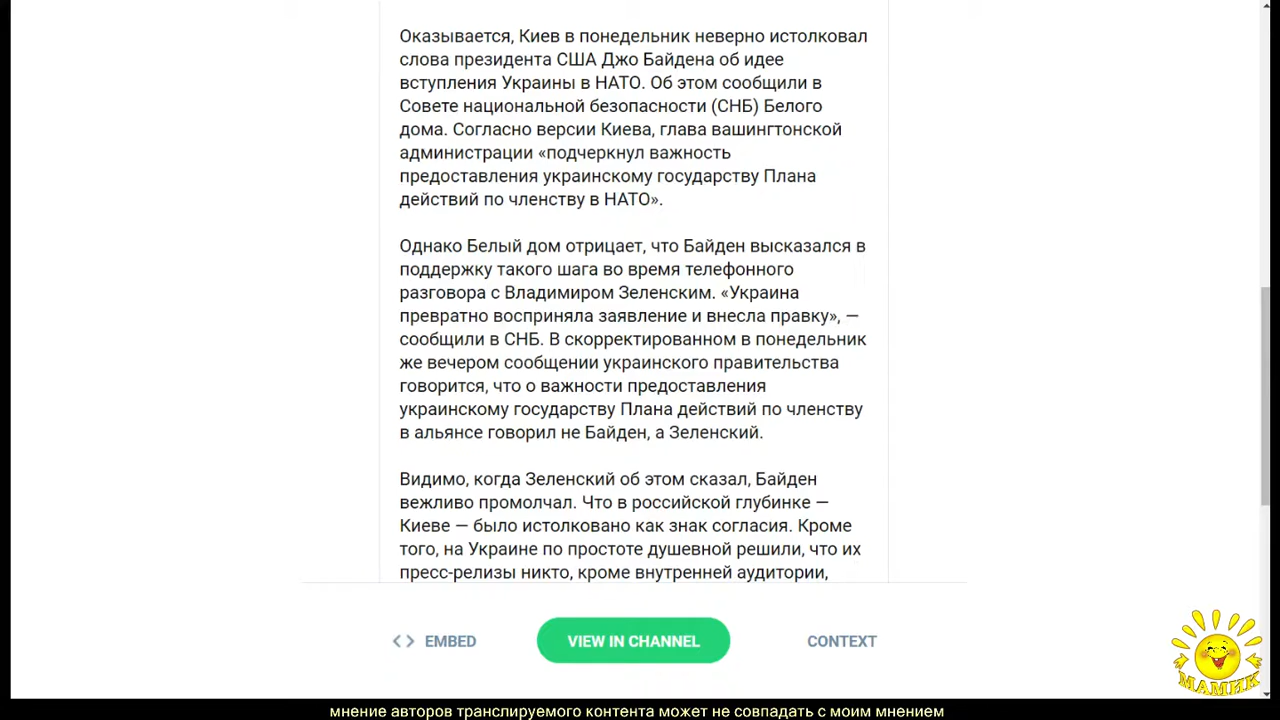 Оказывается, Киев в понедельник неверно истолковал
слова президента США Джо Байдена об идее
вступления Украины в НАТО. Об этом сообщили в
Совете национальной безопасности (СНБ) Белого
дома. Согласно версии Киева, глава вашингтонской
администрации «подчеркнул важность
предоставления украинскому государству Плана
действий по членству в НАТО».
Однако Белый дом отрицает, что Байден высказался в
поддержку такого шага во время телефонного
разговора с Владимиром Зеленским. «Украина
превратно восприняла заявление и внесла правку», —
сообщили в СНБ. В скорректированном в понедельник
же вечером сообщении украинского правительства
говорится, что о важности предоставления
украинскому государству Плана действий по членству
в альянсе говорил не Байден, а Зеленский.
Видимо, когда Зеленский об этом сказал, Байден
вежливо промолчал. Что в российской глубинке —
Киеве — было истолковано как знак согласия. Кроме
того, на Украине по простоте душевной решили, что их
пресс-релизы никто, кроме внутренней аудитории,
<> EMBED
VIEW IN CHANNEL
CONTEXT
МАМИК
мнение авторов транслируемого контента может не совпадать с моим мнением